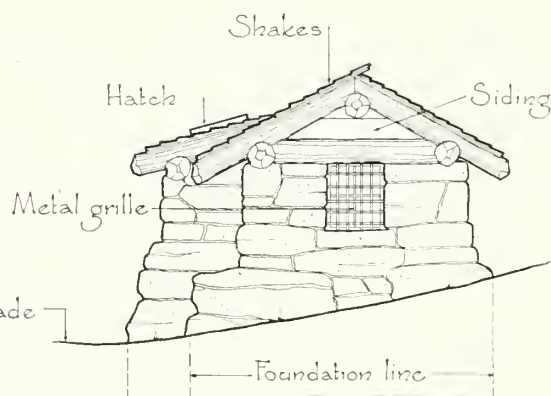 Shakes
Hatch
Siding
Metal grille
ade
Foundation line